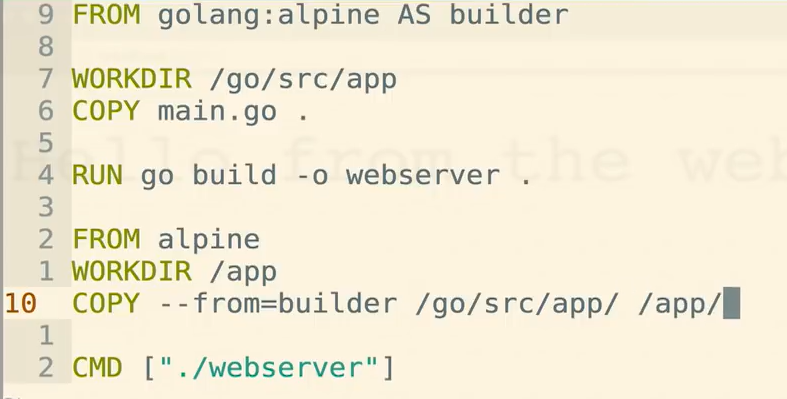 9 FROM golang:alpine AS builder
8
7 WORKDIR /go/src/app
6 COPY main.go .
5
Hello from the web
4 RUN go build -o webserver .
3
2 FROM alpine
1 WORKDIR /app
10 COPY --from=builder /go/src/app/ /app/
1
2 CMD ["./webserver"]